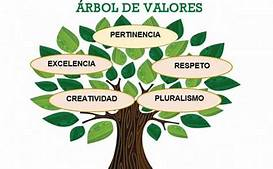 ÁRBOL DE VALORES
PERTINENCIA
EXCELENCIA
RESPETO
CREATIVIDAD
PLURALISMO